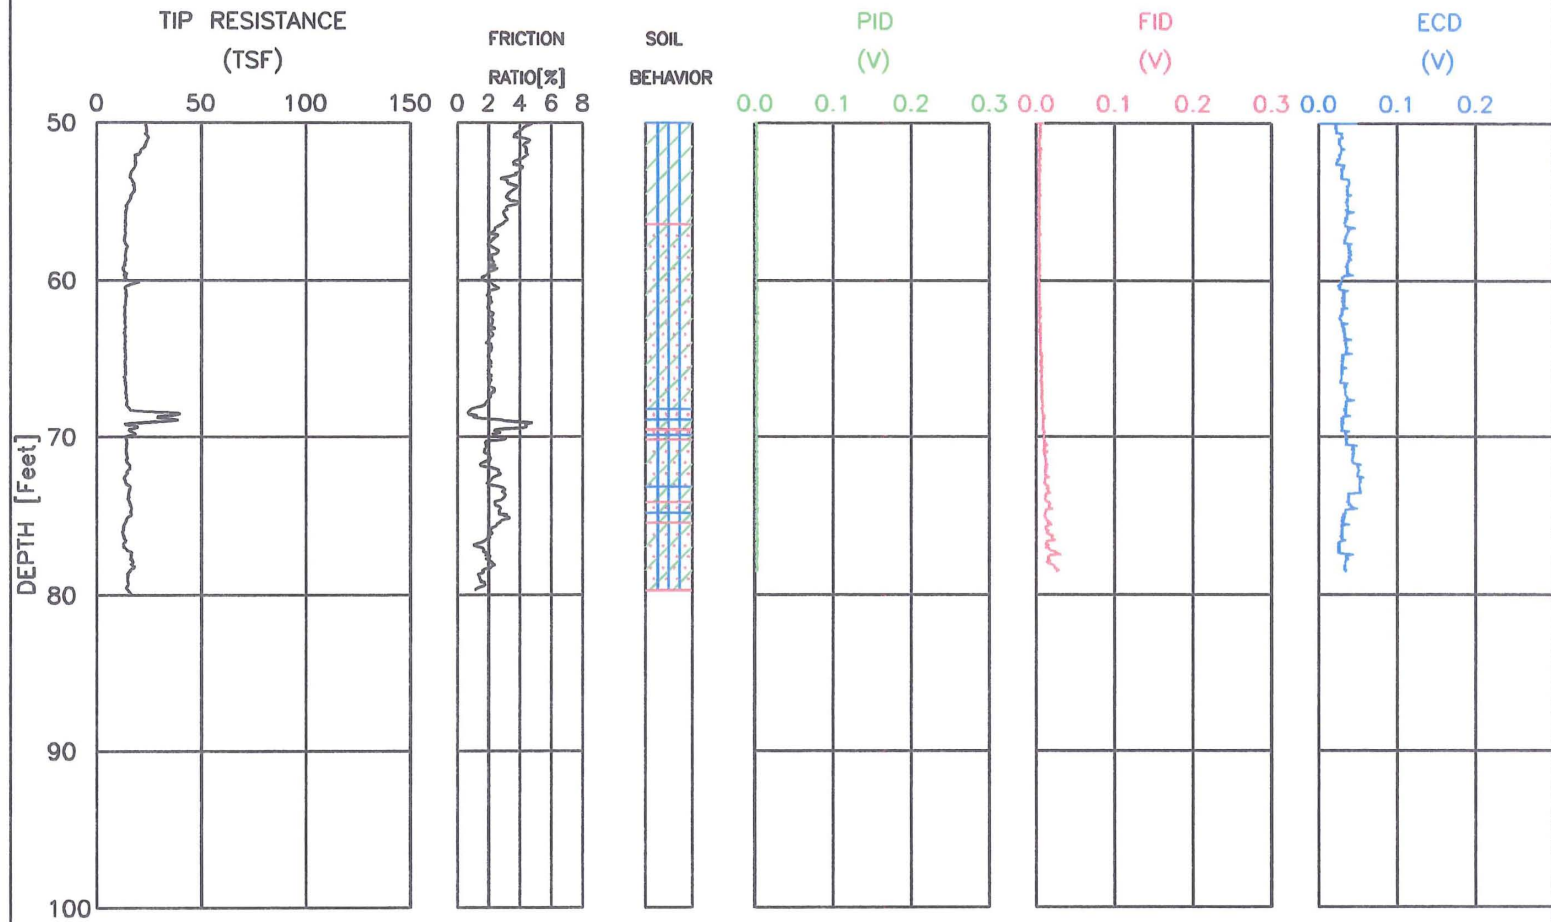 TIP RESISTANCE
(TSF)
FRICTION
RATIO[%]
SOIL
BEHAVIOR
PID
(V)
FID
(V)
ECD
(V)
0 50 100 150
0 2 4 6 8
0.0 0.1 0.2 0.3
0.0 0.1 0.2 0.3
0.0 0.1 0.2
DEPTH [Feet]
50
60
70
80
90
100